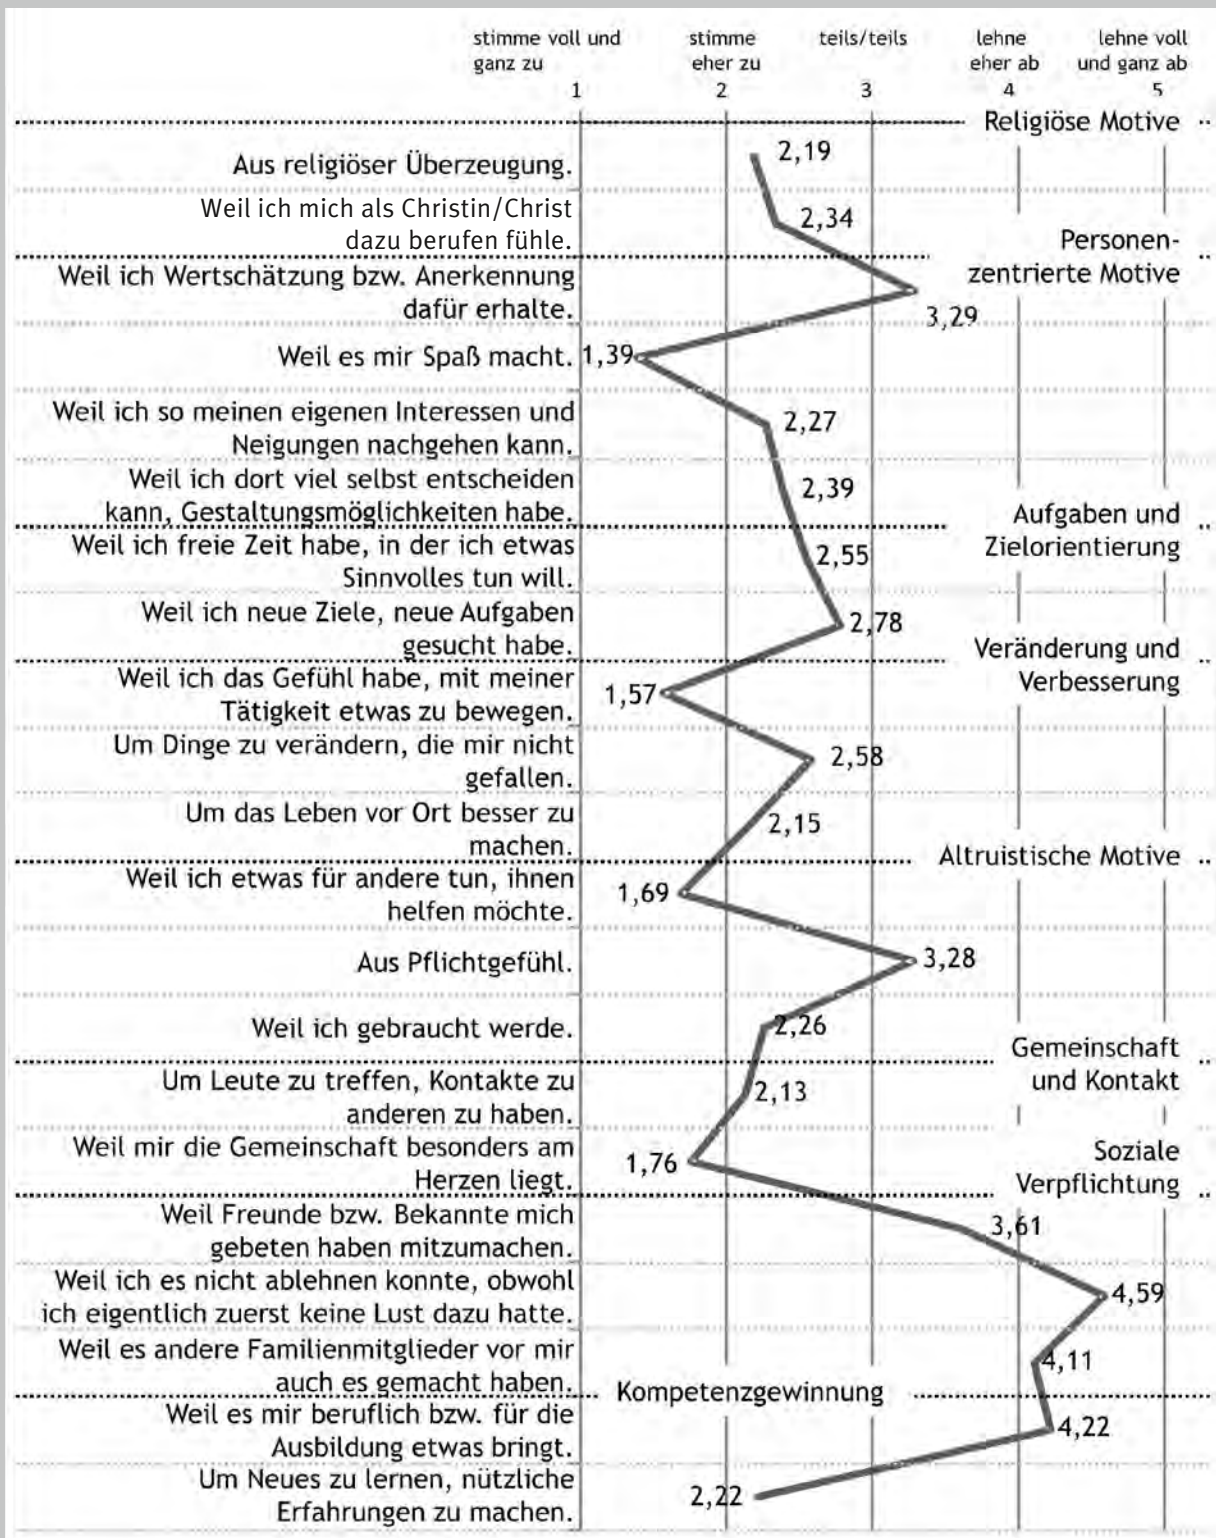 stimme voll und ganz zu
stimme eher zu
teils/teils
lehne eher ab
lehne voll und ganz ab
1 2 3 4 5
Religiöse Motive
Aus religiöser Überzeugung.
2,19
Weil ich mich als Christin/Christ
dazu berufen fühle.
2,34
Personen-
zentrierte Motive
Weil ich Wertschätzung bzw. Anerkennung
dafür erhalte.
3,29
Weil es mir Spaß macht.
1,39
Weil ich so meinen eigenen Interessen und
Neigungen nachgehen kann.
2,27
Weil ich dort viel selbst entscheiden
kann, Gestaltungsmöglichkeiten habe.
2,39
Aufgaben und
Zielorientierung
Weil ich freie Zeit habe, in der ich etwas
Sinnvolles tun will.
2,55
Weil ich neue Ziele, neue Aufgaben
gesucht habe.
2,78
Veränderung und
Verbesserung
Weil ich das Gefühl habe, mit meiner
Tätigkeit etwas zu bewegen.
1,57
Um Dinge zu verändern, die mir nicht
gefallen.
2,58
Um das Leben vor Ort besser zu
machen.
2,15
Altruistische Motive
Weil ich etwas für andere tun, ihnen
helfen möchte.
1,69
Aus Pflichtgefühl.
3,28
Weil ich gebraucht werde.
2,26
Gemeinschaft
und Kontakt
Um Leute zu treffen, Kontakte zu
anderen zu haben.
2,13
Weil mir die Gemeinschaft besonders am
Herzen liegt.
1,76
Soziale
Verpflichtung
Weil Freunde bzw. Bekannte mich
gebeten haben mitzumachen.
3,61
Weil ich es nicht ablehnen konnte, obwohl
ich eigentlich zuerst keine Lust dazu hatte.
4,59
Weil es andere Familienmitglieder vor mir
auch es gemacht haben.
4,11
Kompetenzgewinnung
Weil es mir beruflich bzw. für die
Ausbildung etwas bringt.
4,22
Um Neues zu lernen, nützliche
Erfahrungen zu machen.
2,22